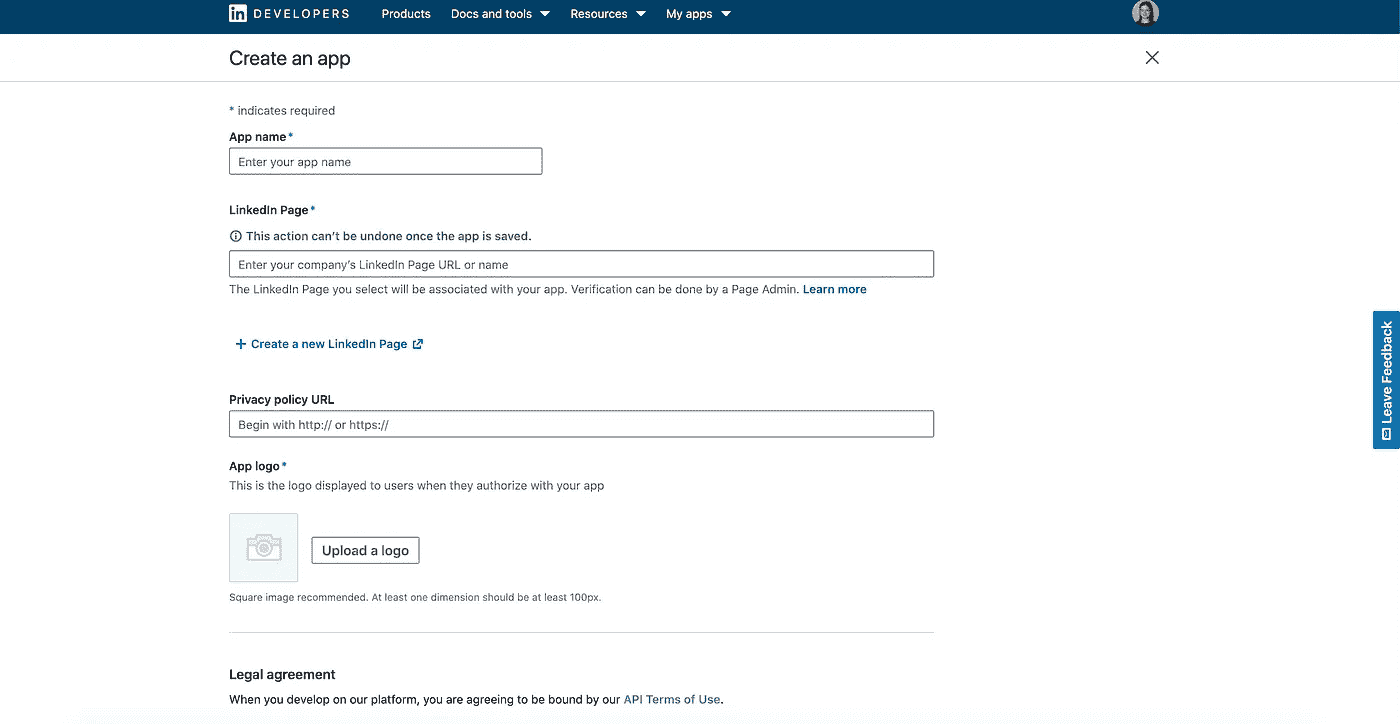 in DEVELOPERS Products Docs and tools Resources My apps
Create an app
* indicates required
App name*
Enter your app name
LinkedIn Page*
This action can’t be undone once the app is saved.
Enter your company’s LinkedIn Page URL or name
The LinkedIn Page you select will be associated with your app. Verification can be done by a Page Admin. Learn more
+ Create a new LinkedIn Page
Privacy policy URL
Begin with http:// or https://
App logo*
This is the logo displayed to users when they authorize with your app
Upload a logo
Square image recommended. At least one dimension should be at least 100px.
Legal agreement
When you develop on our platform, you are agreeing to be bound by our API Terms of Use.
Leave Feedback